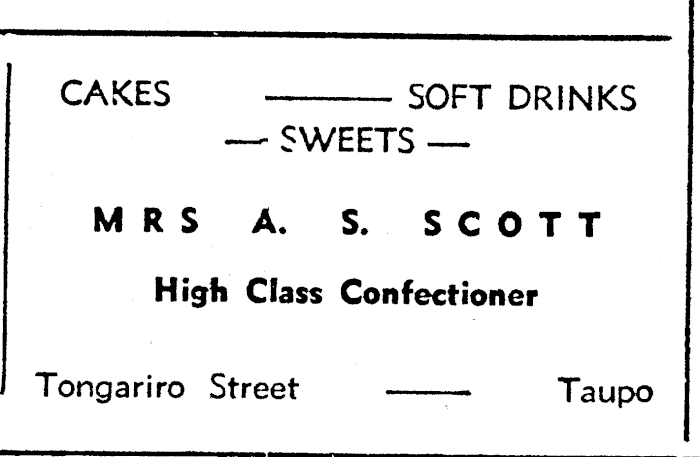 CAKES ——— SOFT DRINKS
— SWEETS —
MRS A. S. SCOTT
High Class Confectioner
Tongariro Street —— Taupo